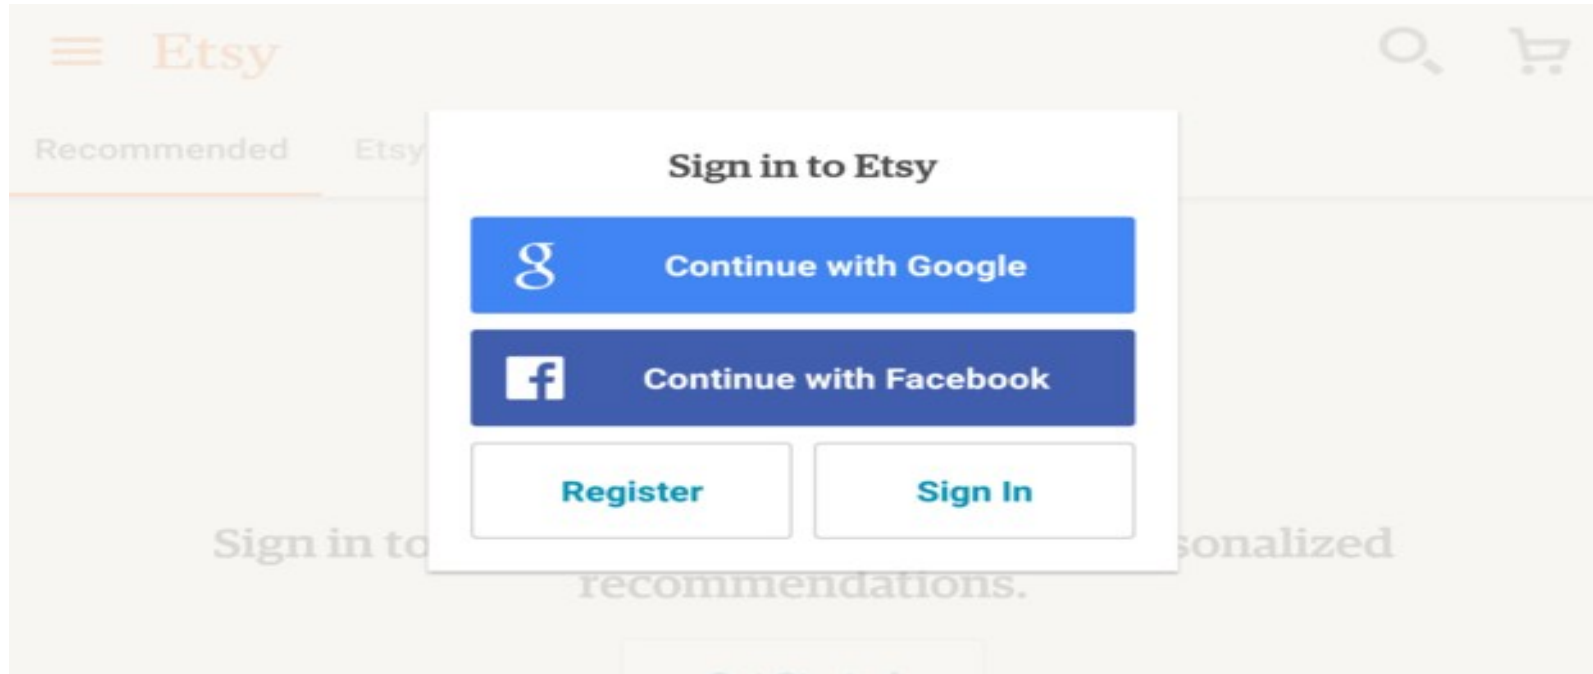 Etsy
Recommended Etsy
Sign in to Etsy
g Continue with Google
f Continue with Facebook
Register Sign In
Sign in to sonalized
recommendations.